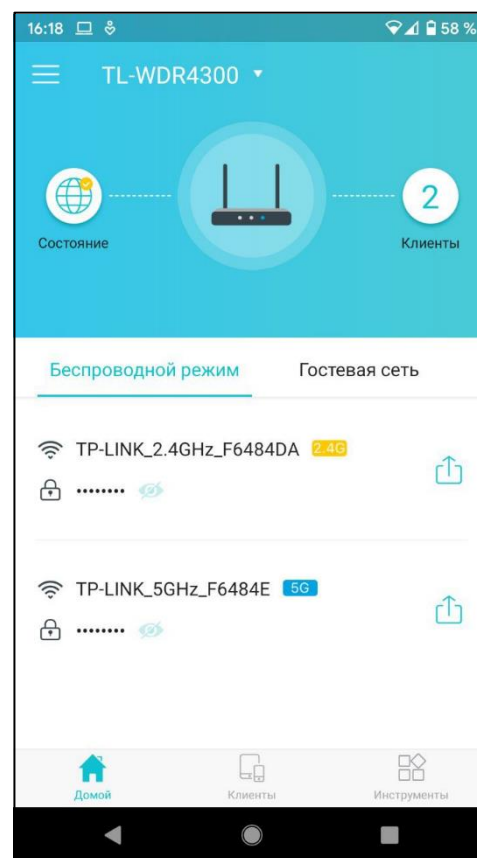 16:18 58 %
TL-WDR4300
2
Состояние
Клиенты
Беспроводной режим Гостевая сеть
TP-LINK_2.4GHz_F6484DA 2.4G
••••••••
TP-LINK_5GHz_F6484E 5G
••••••••
Домой Клиенты Инструменты